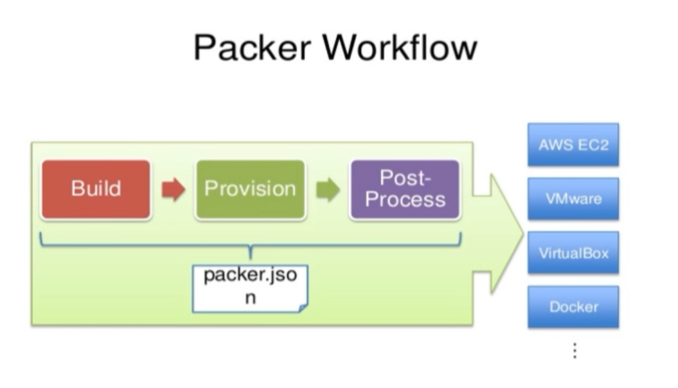 Packer Workflow
Build
Provision
Post-
Process
packer.jso
n
AWS EC2
VMware
VirtualBox
Docker
⋮